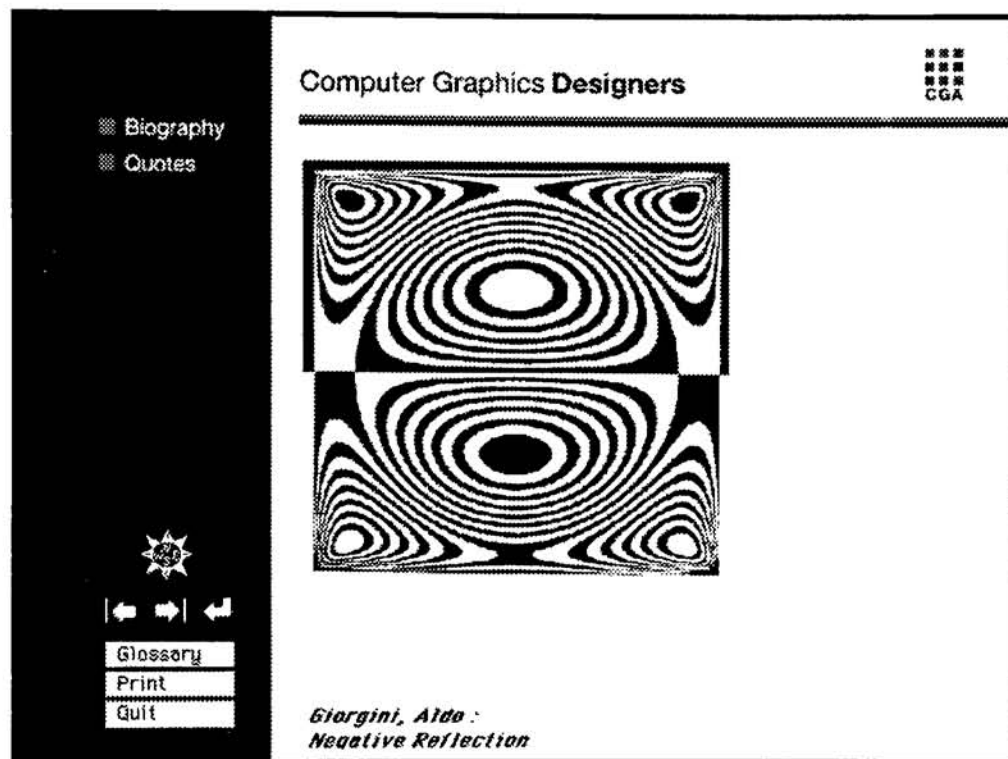 Computer Graphics Designers
CGA
Biography
Quotes
Glossary
Print
Quit
Giorgini, Aldo :
Negative Reflection